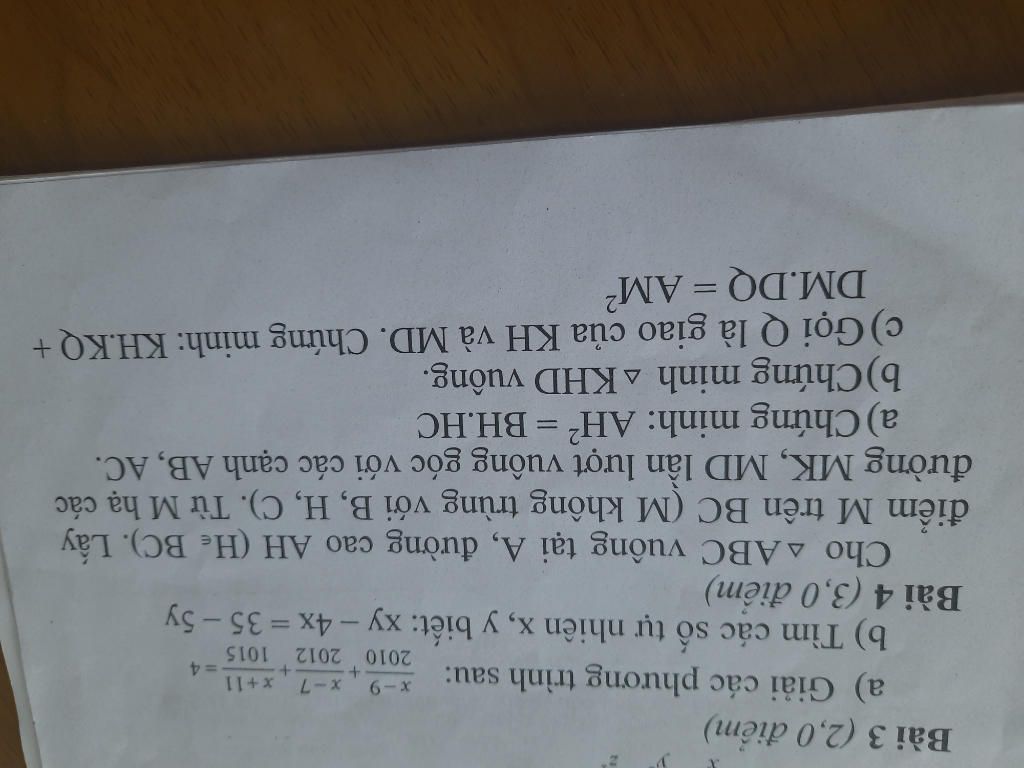 x y z
Bài 3 (2,0 điểm)
a) Giải các phương trình sau: x−9/2010 + x−7/2012 + x+11/1015 = 4
b) Tìm các số tự nhiên x, y biết: xy − 4x = 35 − 5y
Bài 4 (3,0 điểm)
Cho △ABC vuông tại A, đường cao AH (H∈ BC). Lấy
điểm M trên BC (M không trùng với B, H, C). Từ M hạ các
đường MK, MD lần lượt vuông góc với các cạnh AB, AC.
a)Chứng minh: AH² = BH.HC
b)Chứng minh △KHD vuông.
c)Gọi Q là giao của KH và MD. Chứng minh: KH.KQ +
DM.DQ = AM²